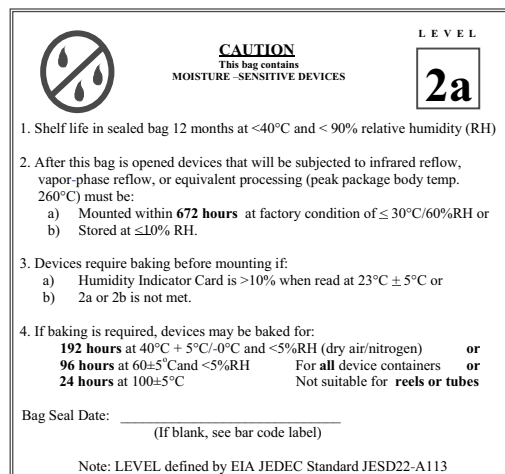 LEVEL
CAUTION
This bag contains
MOISTURE –SENSITIVE DEVICES
2a
1. Shelf life in sealed bag 12 months at <40°C and < 90% relative humidity (RH)
2. After this bag is opened devices that will be subjected to infrared reflow,
vapor-phase reflow, or equivalent processing (peak package body temp.
260°C) must be:
a) Mounted within 672 hours at factory condition of ≤ 30°C/60%RH or
b) Stored at ≤10% RH.
3. Devices require baking before mounting if:
a) Humidity Indicator Card is >10% when read at 23°C ± 5°C or
b) 2a or 2b is not met.
4. If baking is required, devices may be baked for:
192 hours at 40°C + 5°C/-0°C and <5%RH (dry air/nitrogen) or
96 hours at 60±5°Cand <5%RH For all device containers or
24 hours at 100±5°C Not suitable for reels or tubes
Bag Seal Date: ______________________________
(If blank, see bar code label)
Note: LEVEL defined by EIA JEDEC Standard JESD22-A113